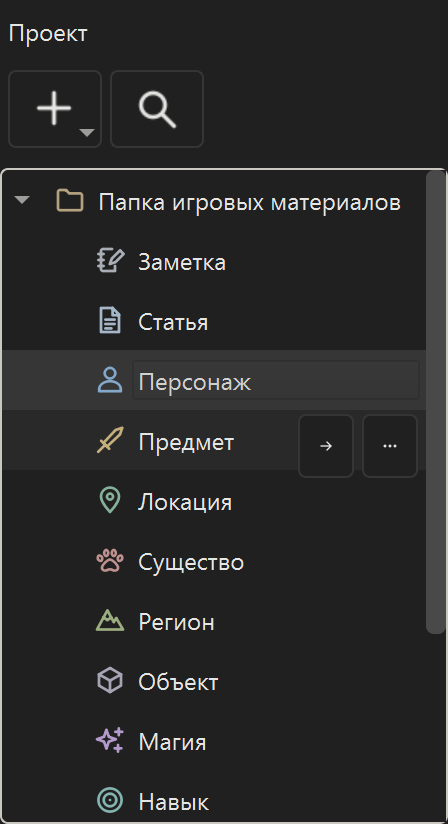 Проект
Папка игровых материалов
Заметка
Статья
Персонаж
Предмет
Локация
Существо
Регион
Объект
Магия
Навык